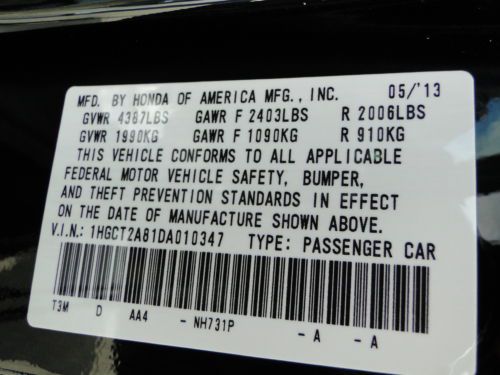 MFD. BY HONDA OF AMERICA MFG., INC. 05/'13
GVWR 4387LBS GAWR F 2403LBS R 2006LBS
GVWR 1990KG GAWR F 1090KG R 910KG
THIS VEHICLE CONFORMS TO ALL APPLICABLE
FEDERAL MOTOR VEHICLE SAFETY, BUMPER,
AND THEFT PREVENTION STANDARDS IN EFFECT
ON THE DATE OF MANUFACTURE SHOWN ABOVE.
V.I.N.: 1HGCT2A81DA010347 TYPE: PASSENGER CAR
T3M D AA4 - NH731P - A - A